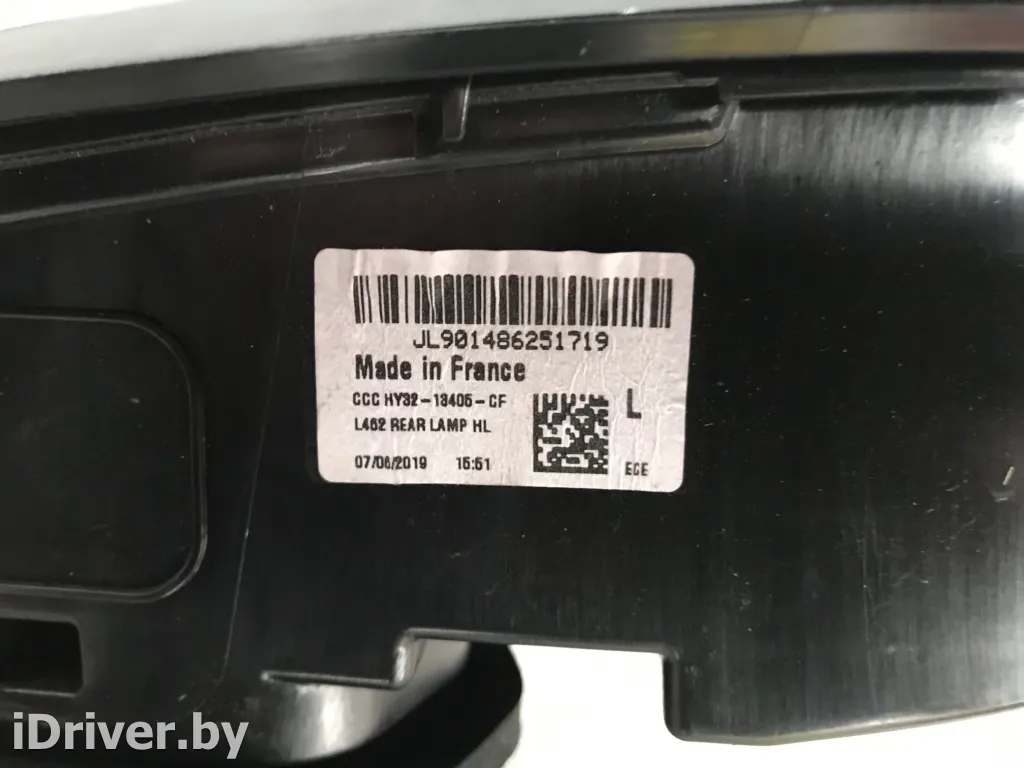 JL901486251719
Made in France
CCC HY32-13405-CF
L
L462 REAR LAMP HL
07/06/2019 15:51
ECE
iDriver.by